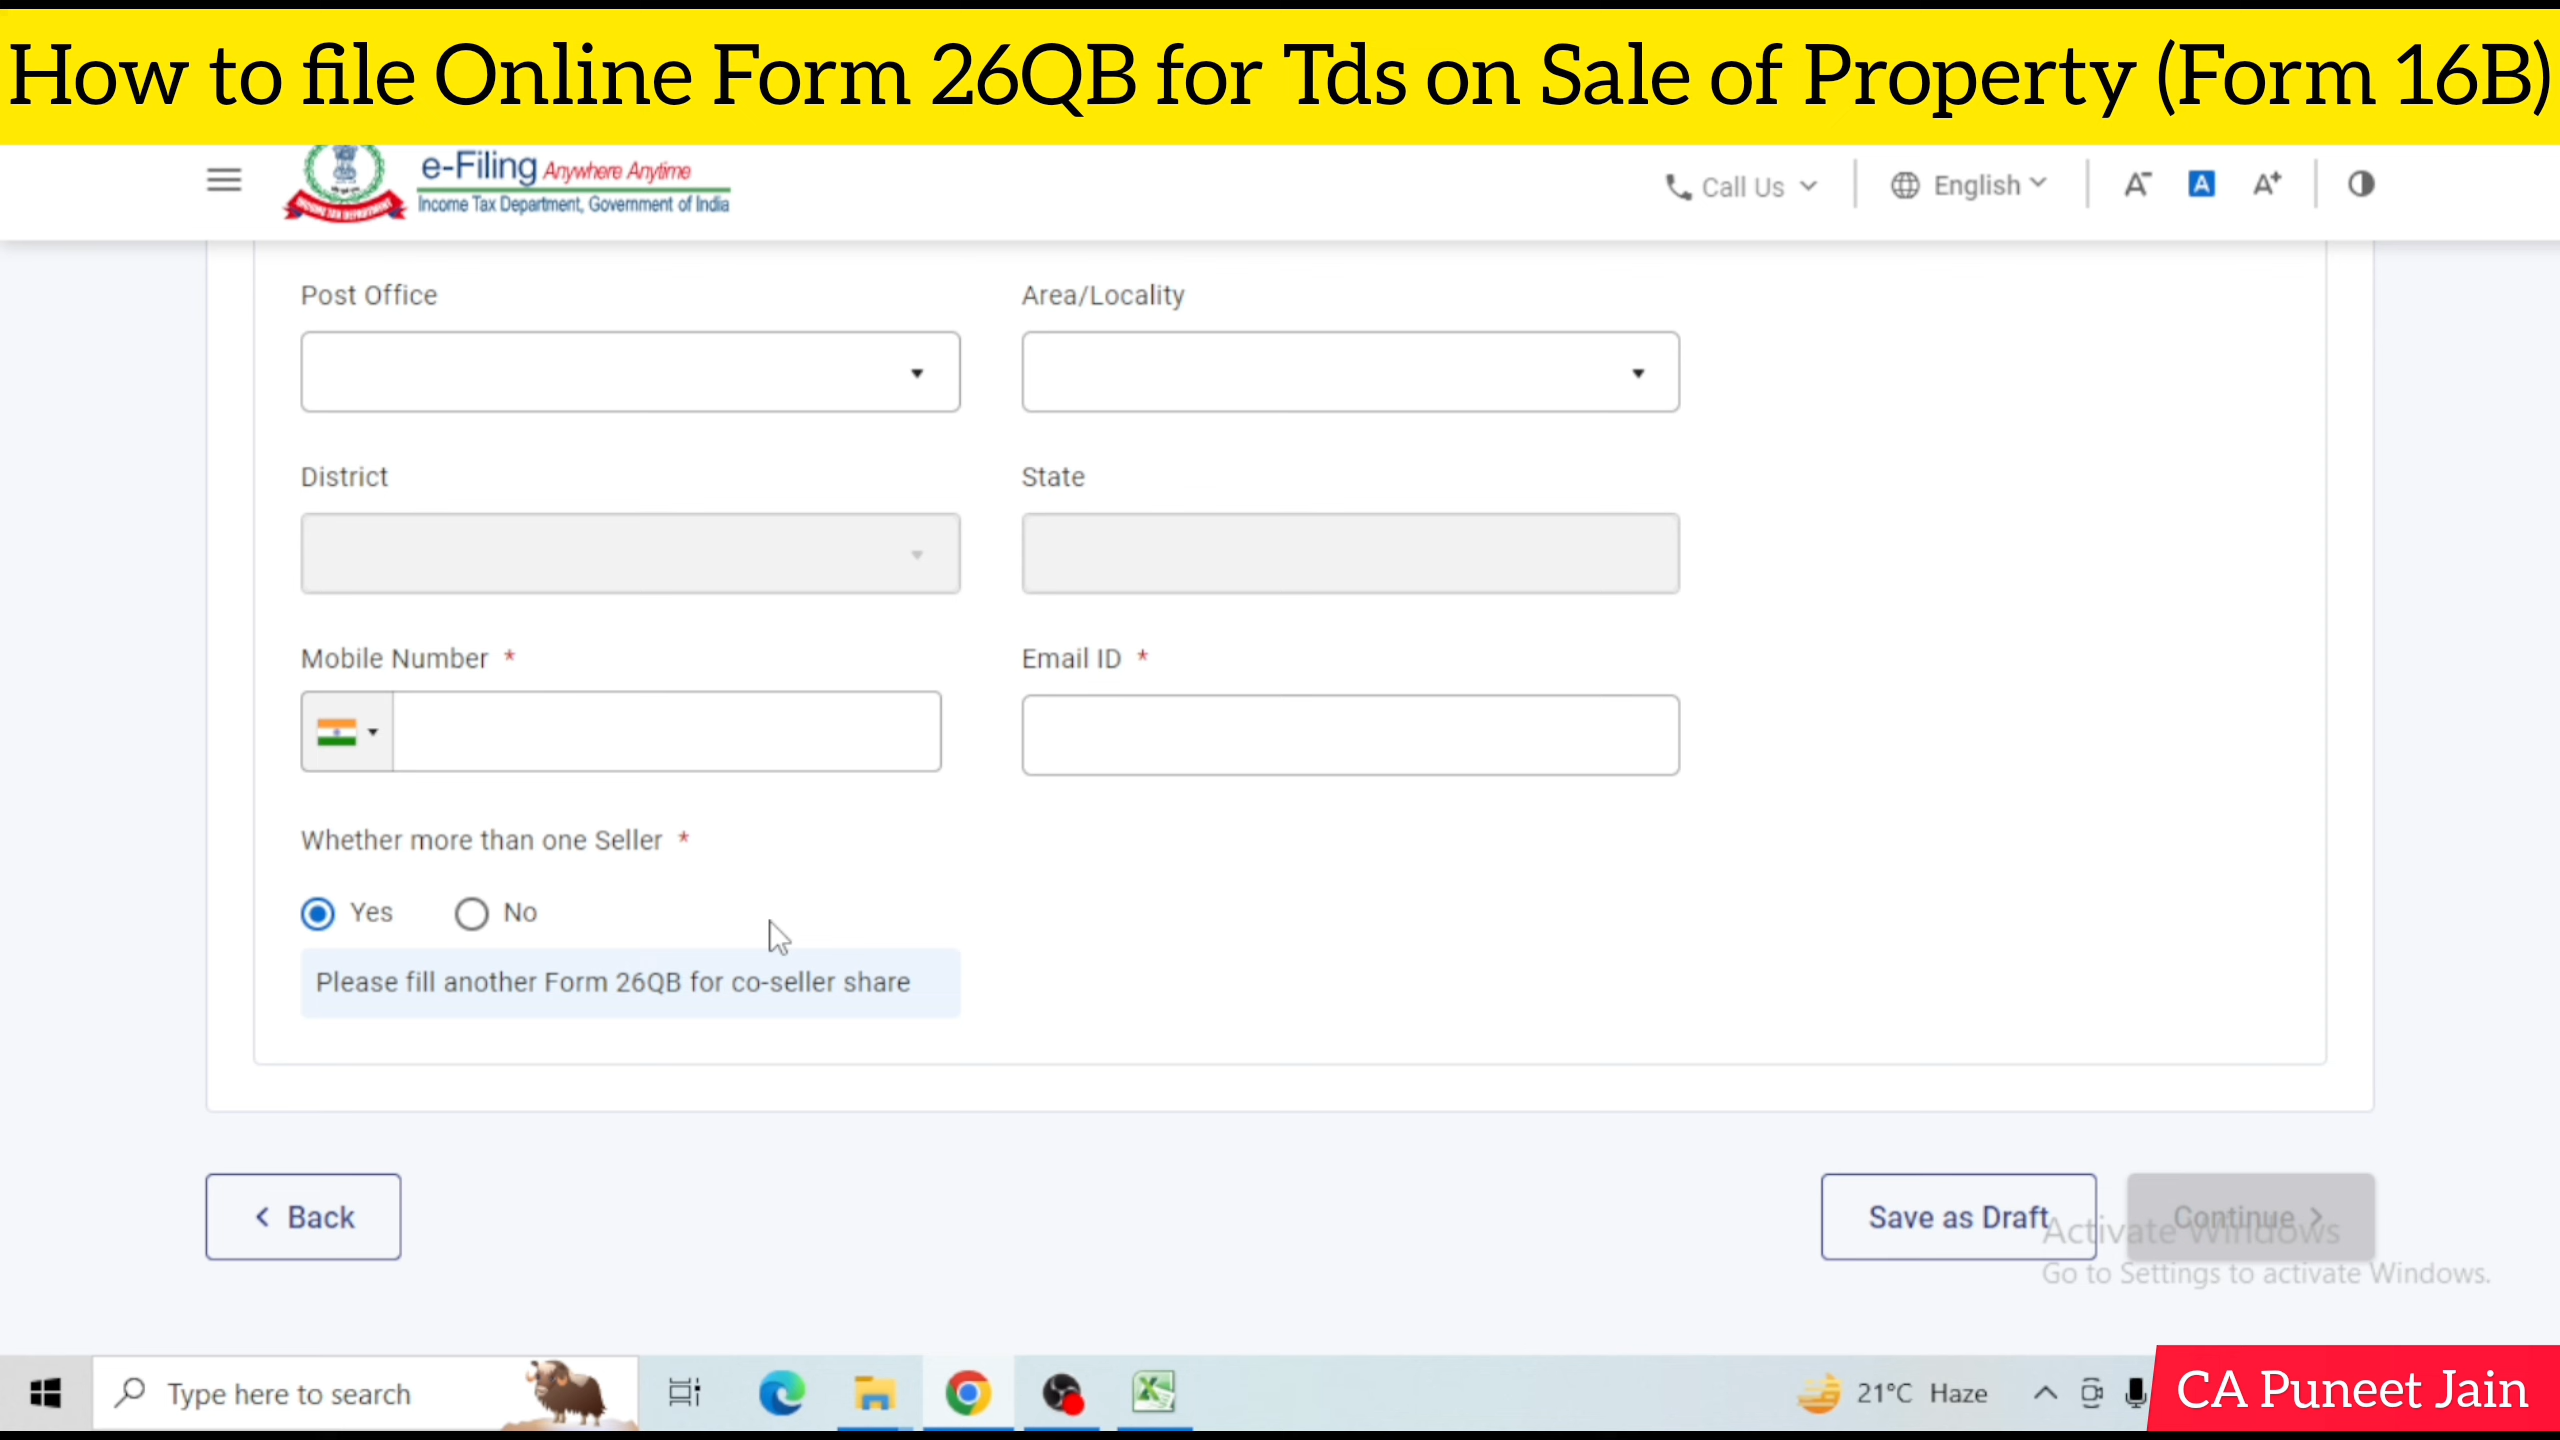 How to file Online Form 26QB for Tds on Sale of Property (Form 16B)
e-Filing Anywhere Anytime
Income Tax Department, Government of India
INCOME TAX DEPARTMENT
Call Us
English
A-
A
A+
Post Office
Area/Locality
District
State
Mobile Number *
Email ID *
Whether more than one Seller *
Yes
No
Please fill another Form 26QB for co-seller share
< Back
Save as Draft
Continue >
Activate Windows
Go to Settings to activate Windows.
Type here to search
21°C Haze
CA Puneet Jain